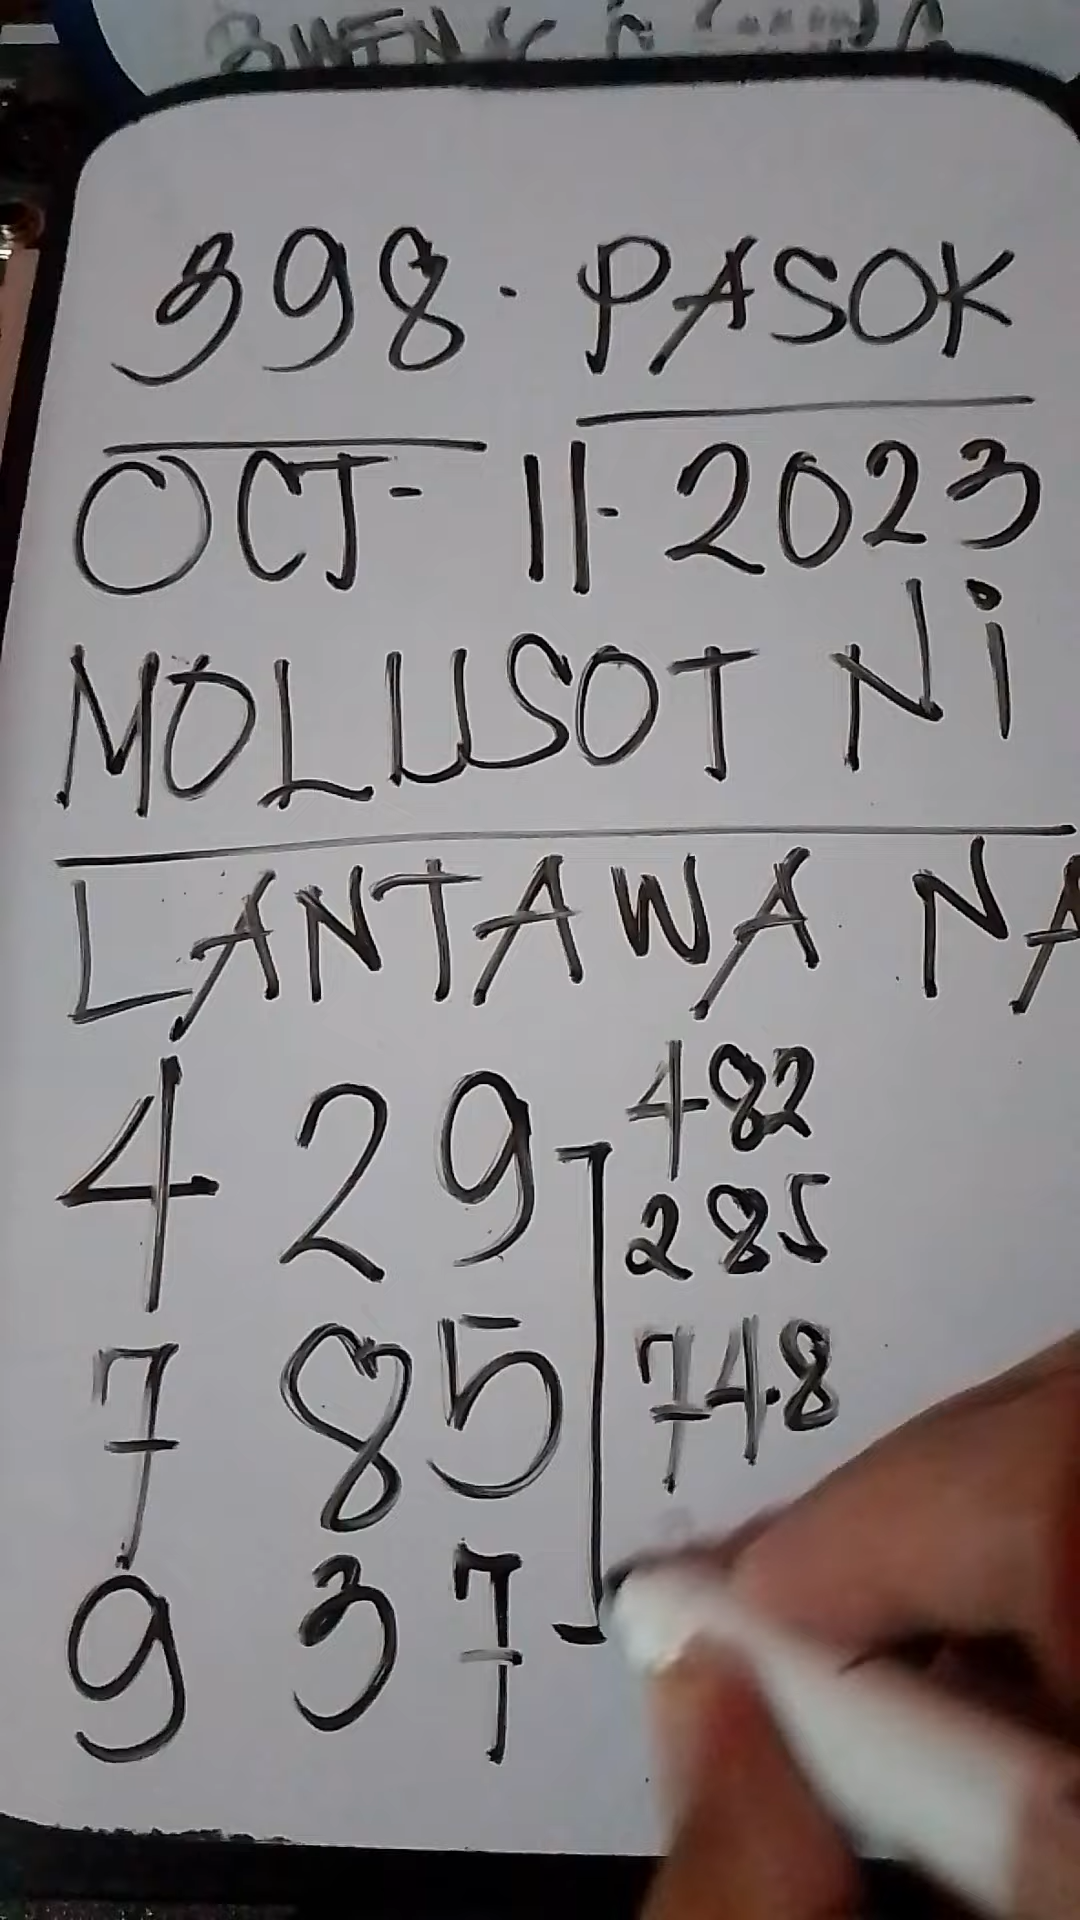 398. PASOK
OCT- 11-2023
MOLUSOT Ni
LANTAWA NA
4 2 9
7 8 5
9 3 7
482
285
748